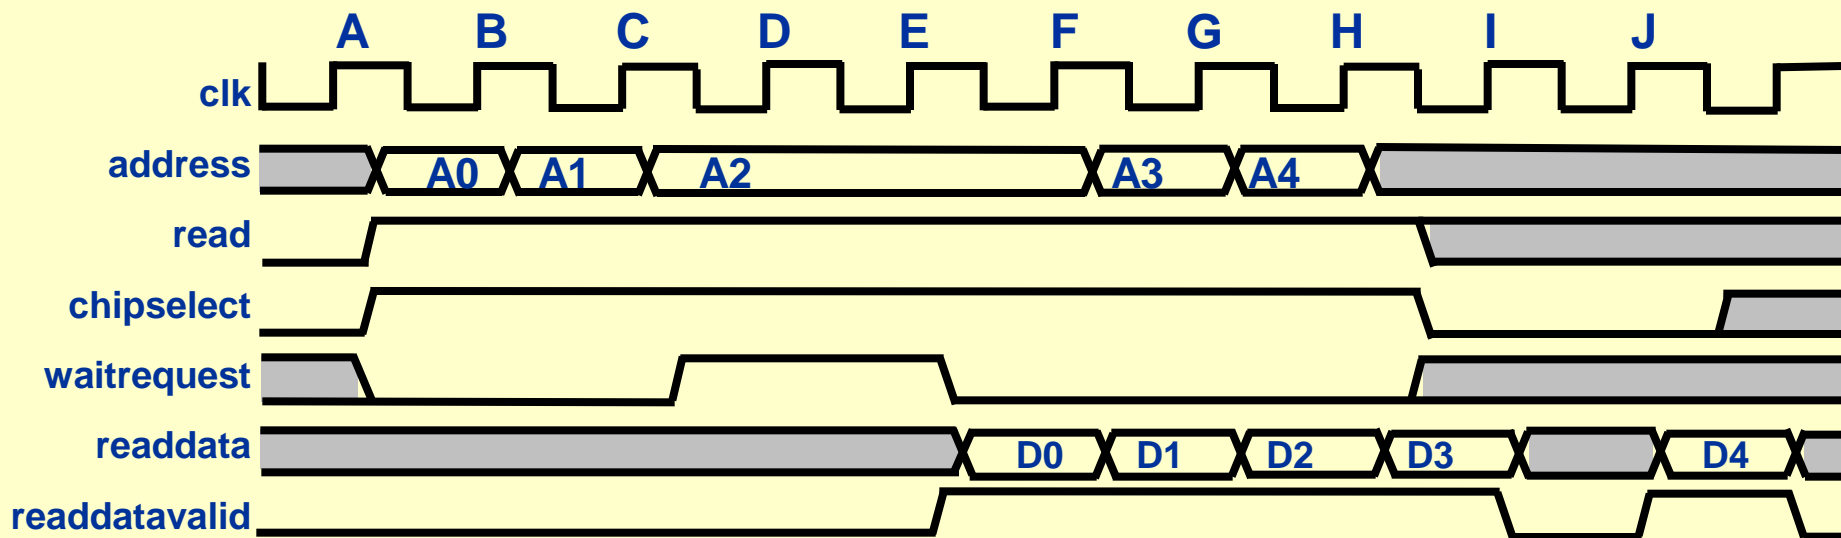 A B C D E F G H I J
clk
address A0 A1 A2 A3 A4
read
chipselect
waitrequest
readdata D0 D1 D2 D3 D4
readdatavalid